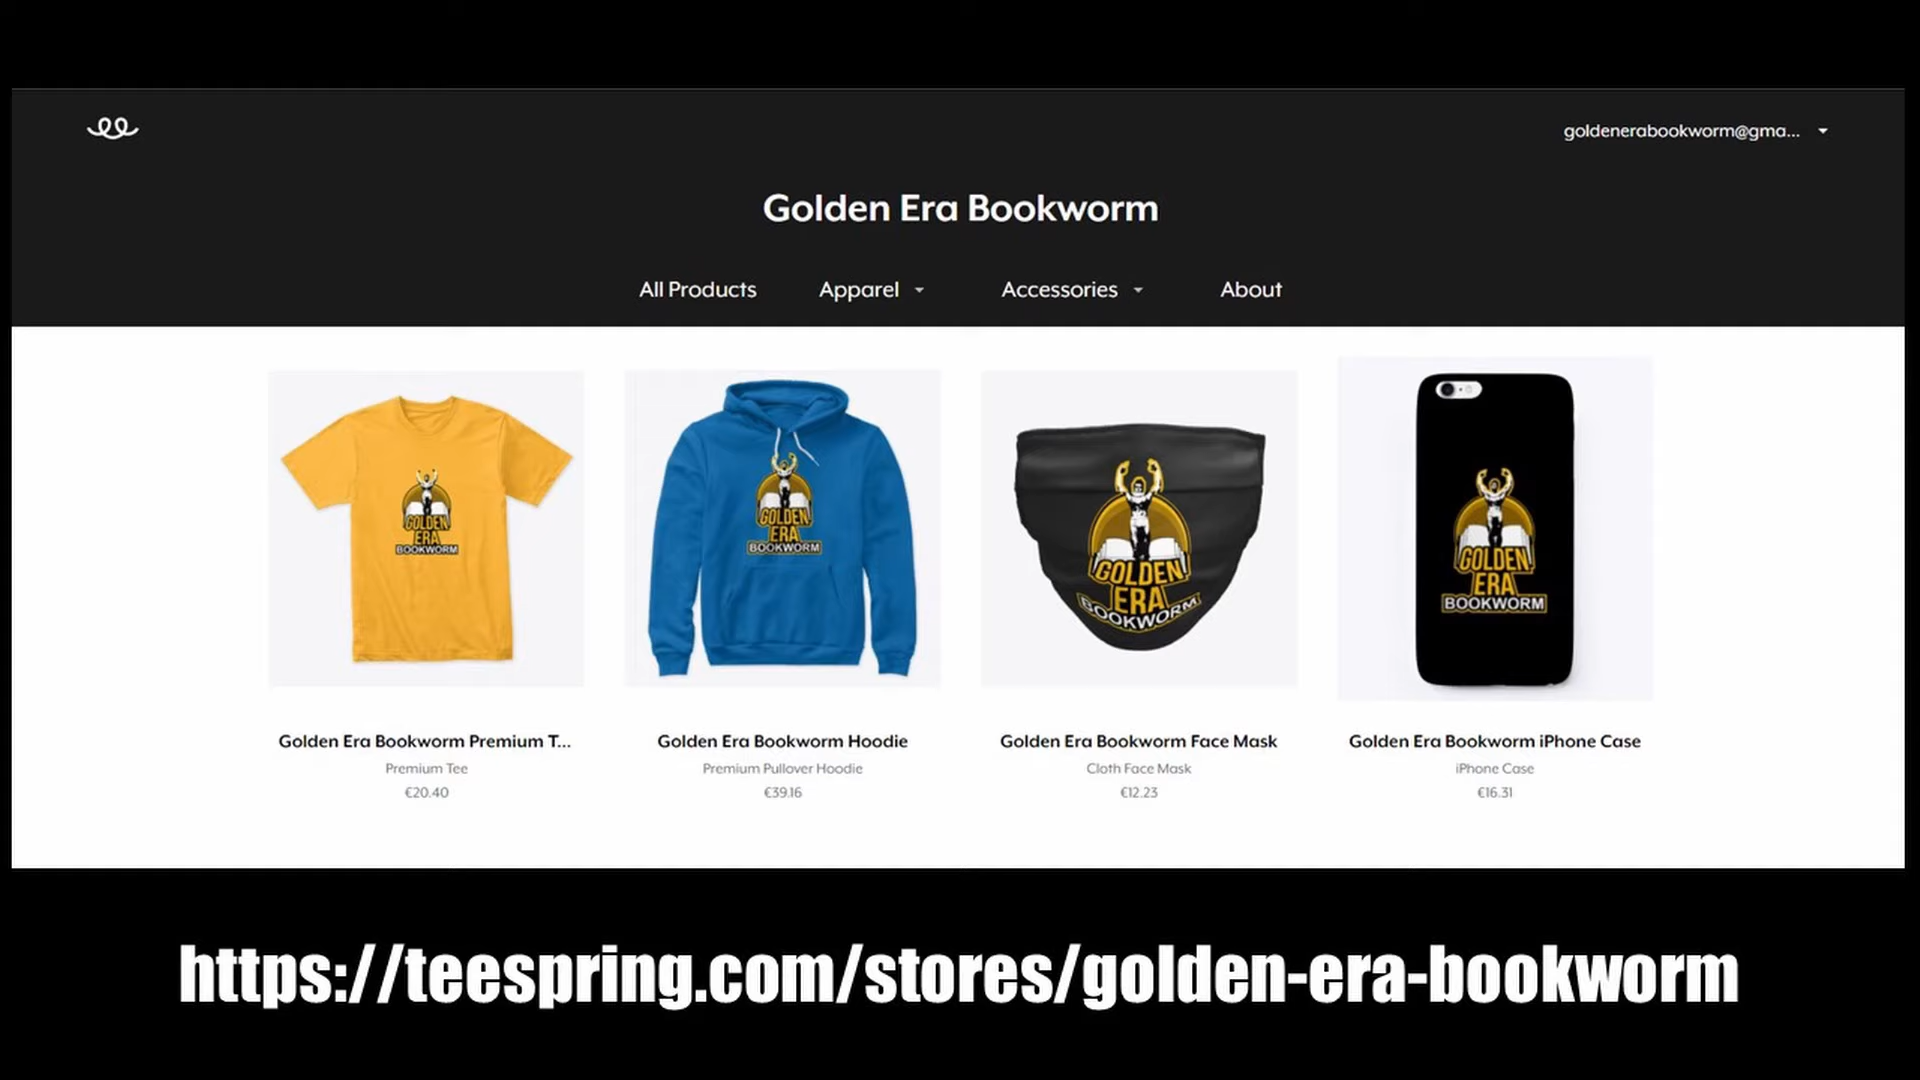 goldenerabookworm@gma...
Golden Era Bookworm
All Products Apparel Accessories About
GOLDEN
ERA
BOOKWORM
GOLDEN
ERA
BOOKWORM
GOLDEN
ERA
BOOKWORM
GOLDEN
ERA
BOOKWORM
Golden Era Bookworm Premium T...
Premium Tee
€20.40
Golden Era Bookworm Hoodie
Premium Pullover Hoodie
€39.16
Golden Era Bookworm Face Mask
Cloth Face Mask
€12.23
Golden Era Bookworm iPhone Case
iPhone Case
€16.31
https://teespring.com/stores/golden-era-bookworm